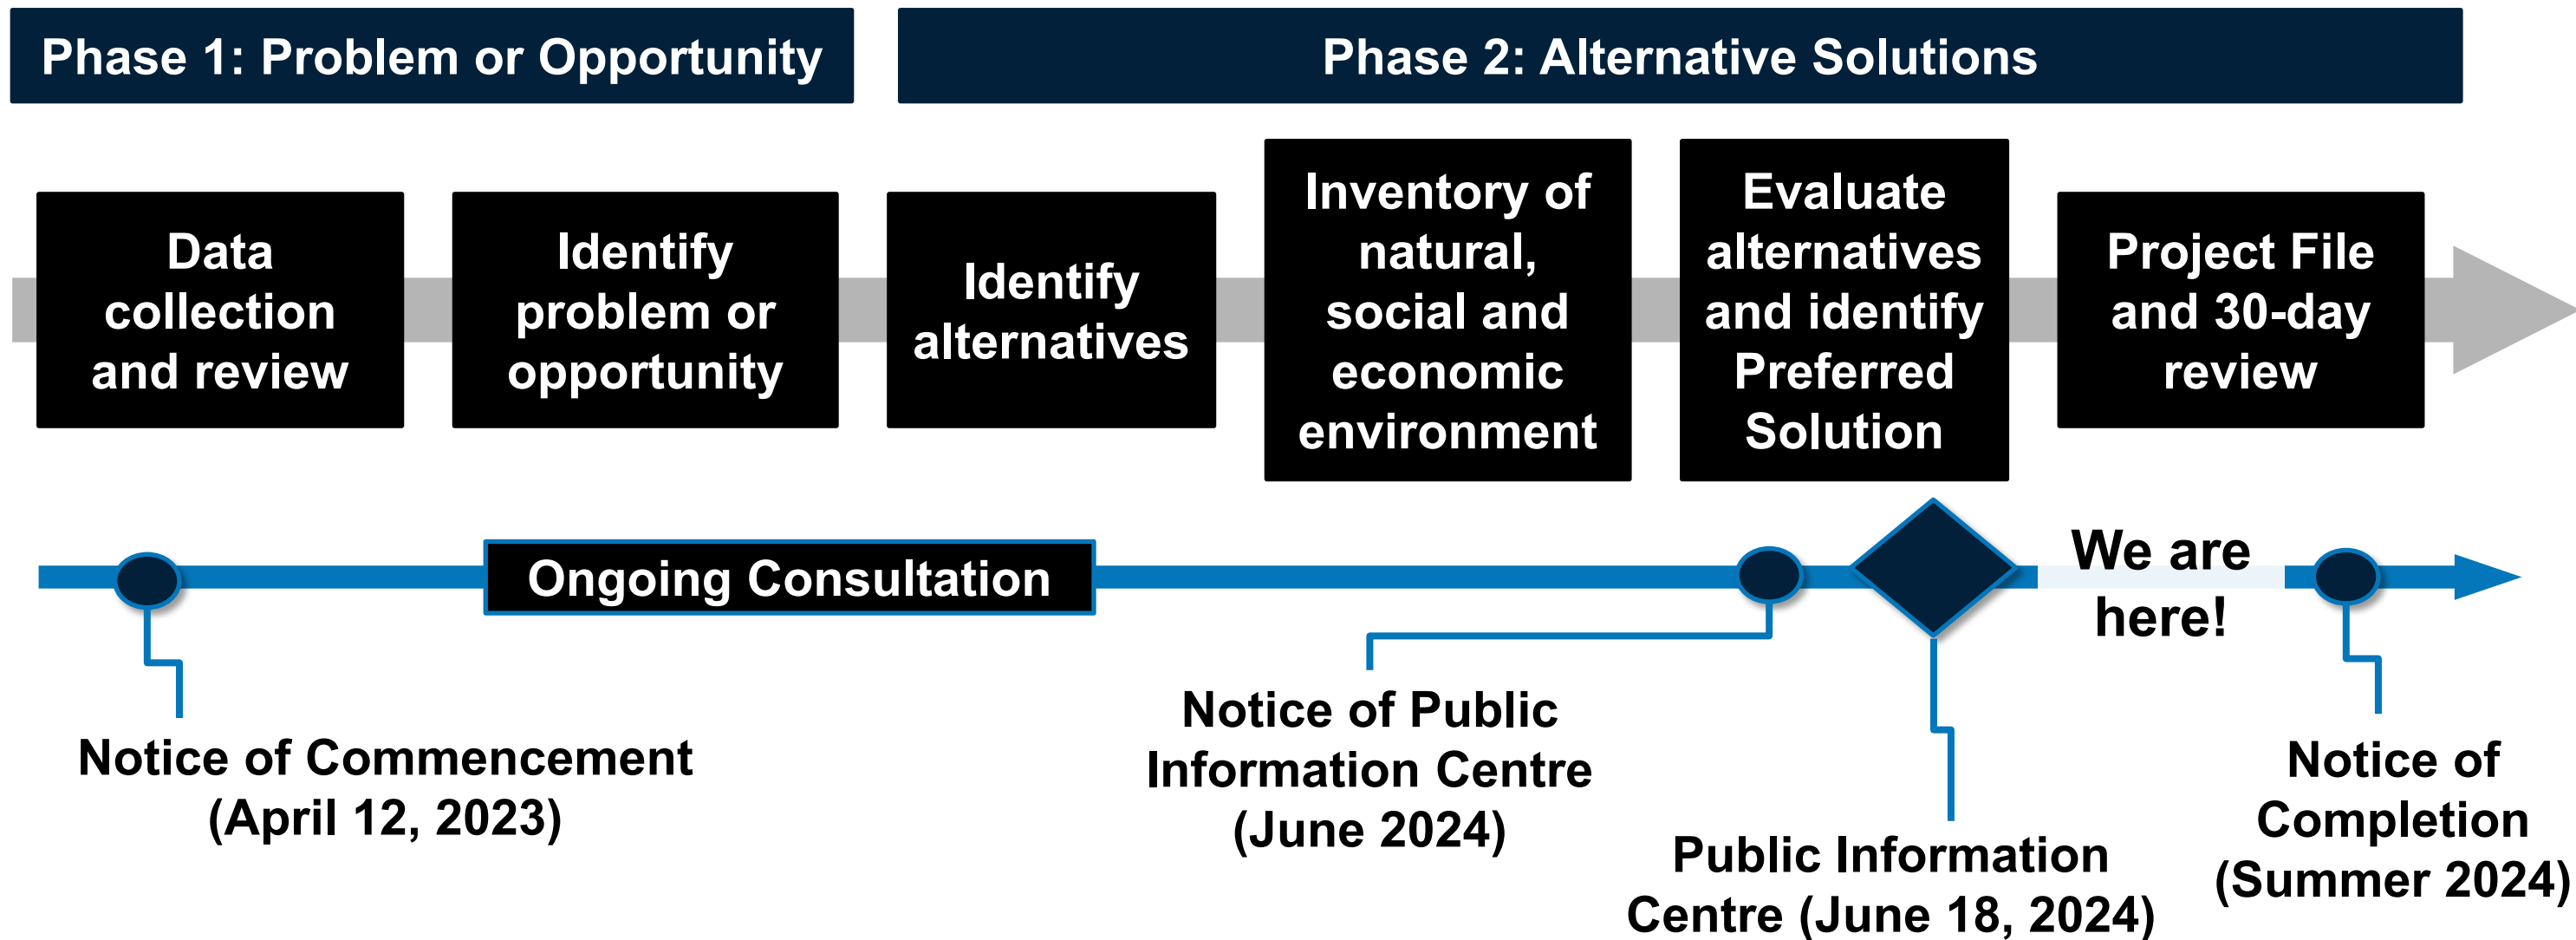 Phase 1: Problem or Opportunity
Phase 2: Alternative Solutions
Data
collection
and review
Identify
problem or
opportunity
Identify
alternatives
Inventory of
natural,
social and
economic
environment
Evaluate
alternatives
and identify
Preferred
Solution
Project File
and 30-day
review
Ongoing Consultation
We are
here!
Notice of Commencement
(April 12, 2023)
Notice of Public
Information Centre
(June 2024)
Public Information
Centre (June 18, 2024)
Notice of
Completion
(Summer 2024)